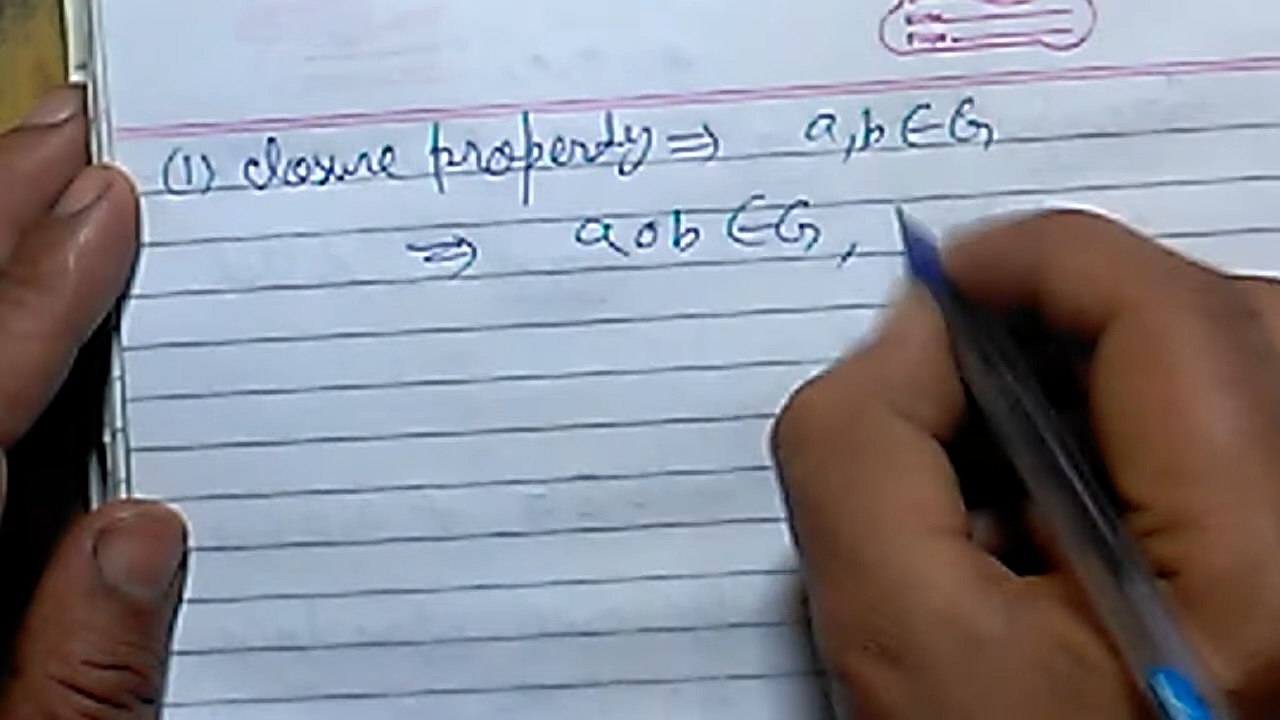 (1) closure property ⇒ a,b ∈ G
⇒ a o b ∈ G,